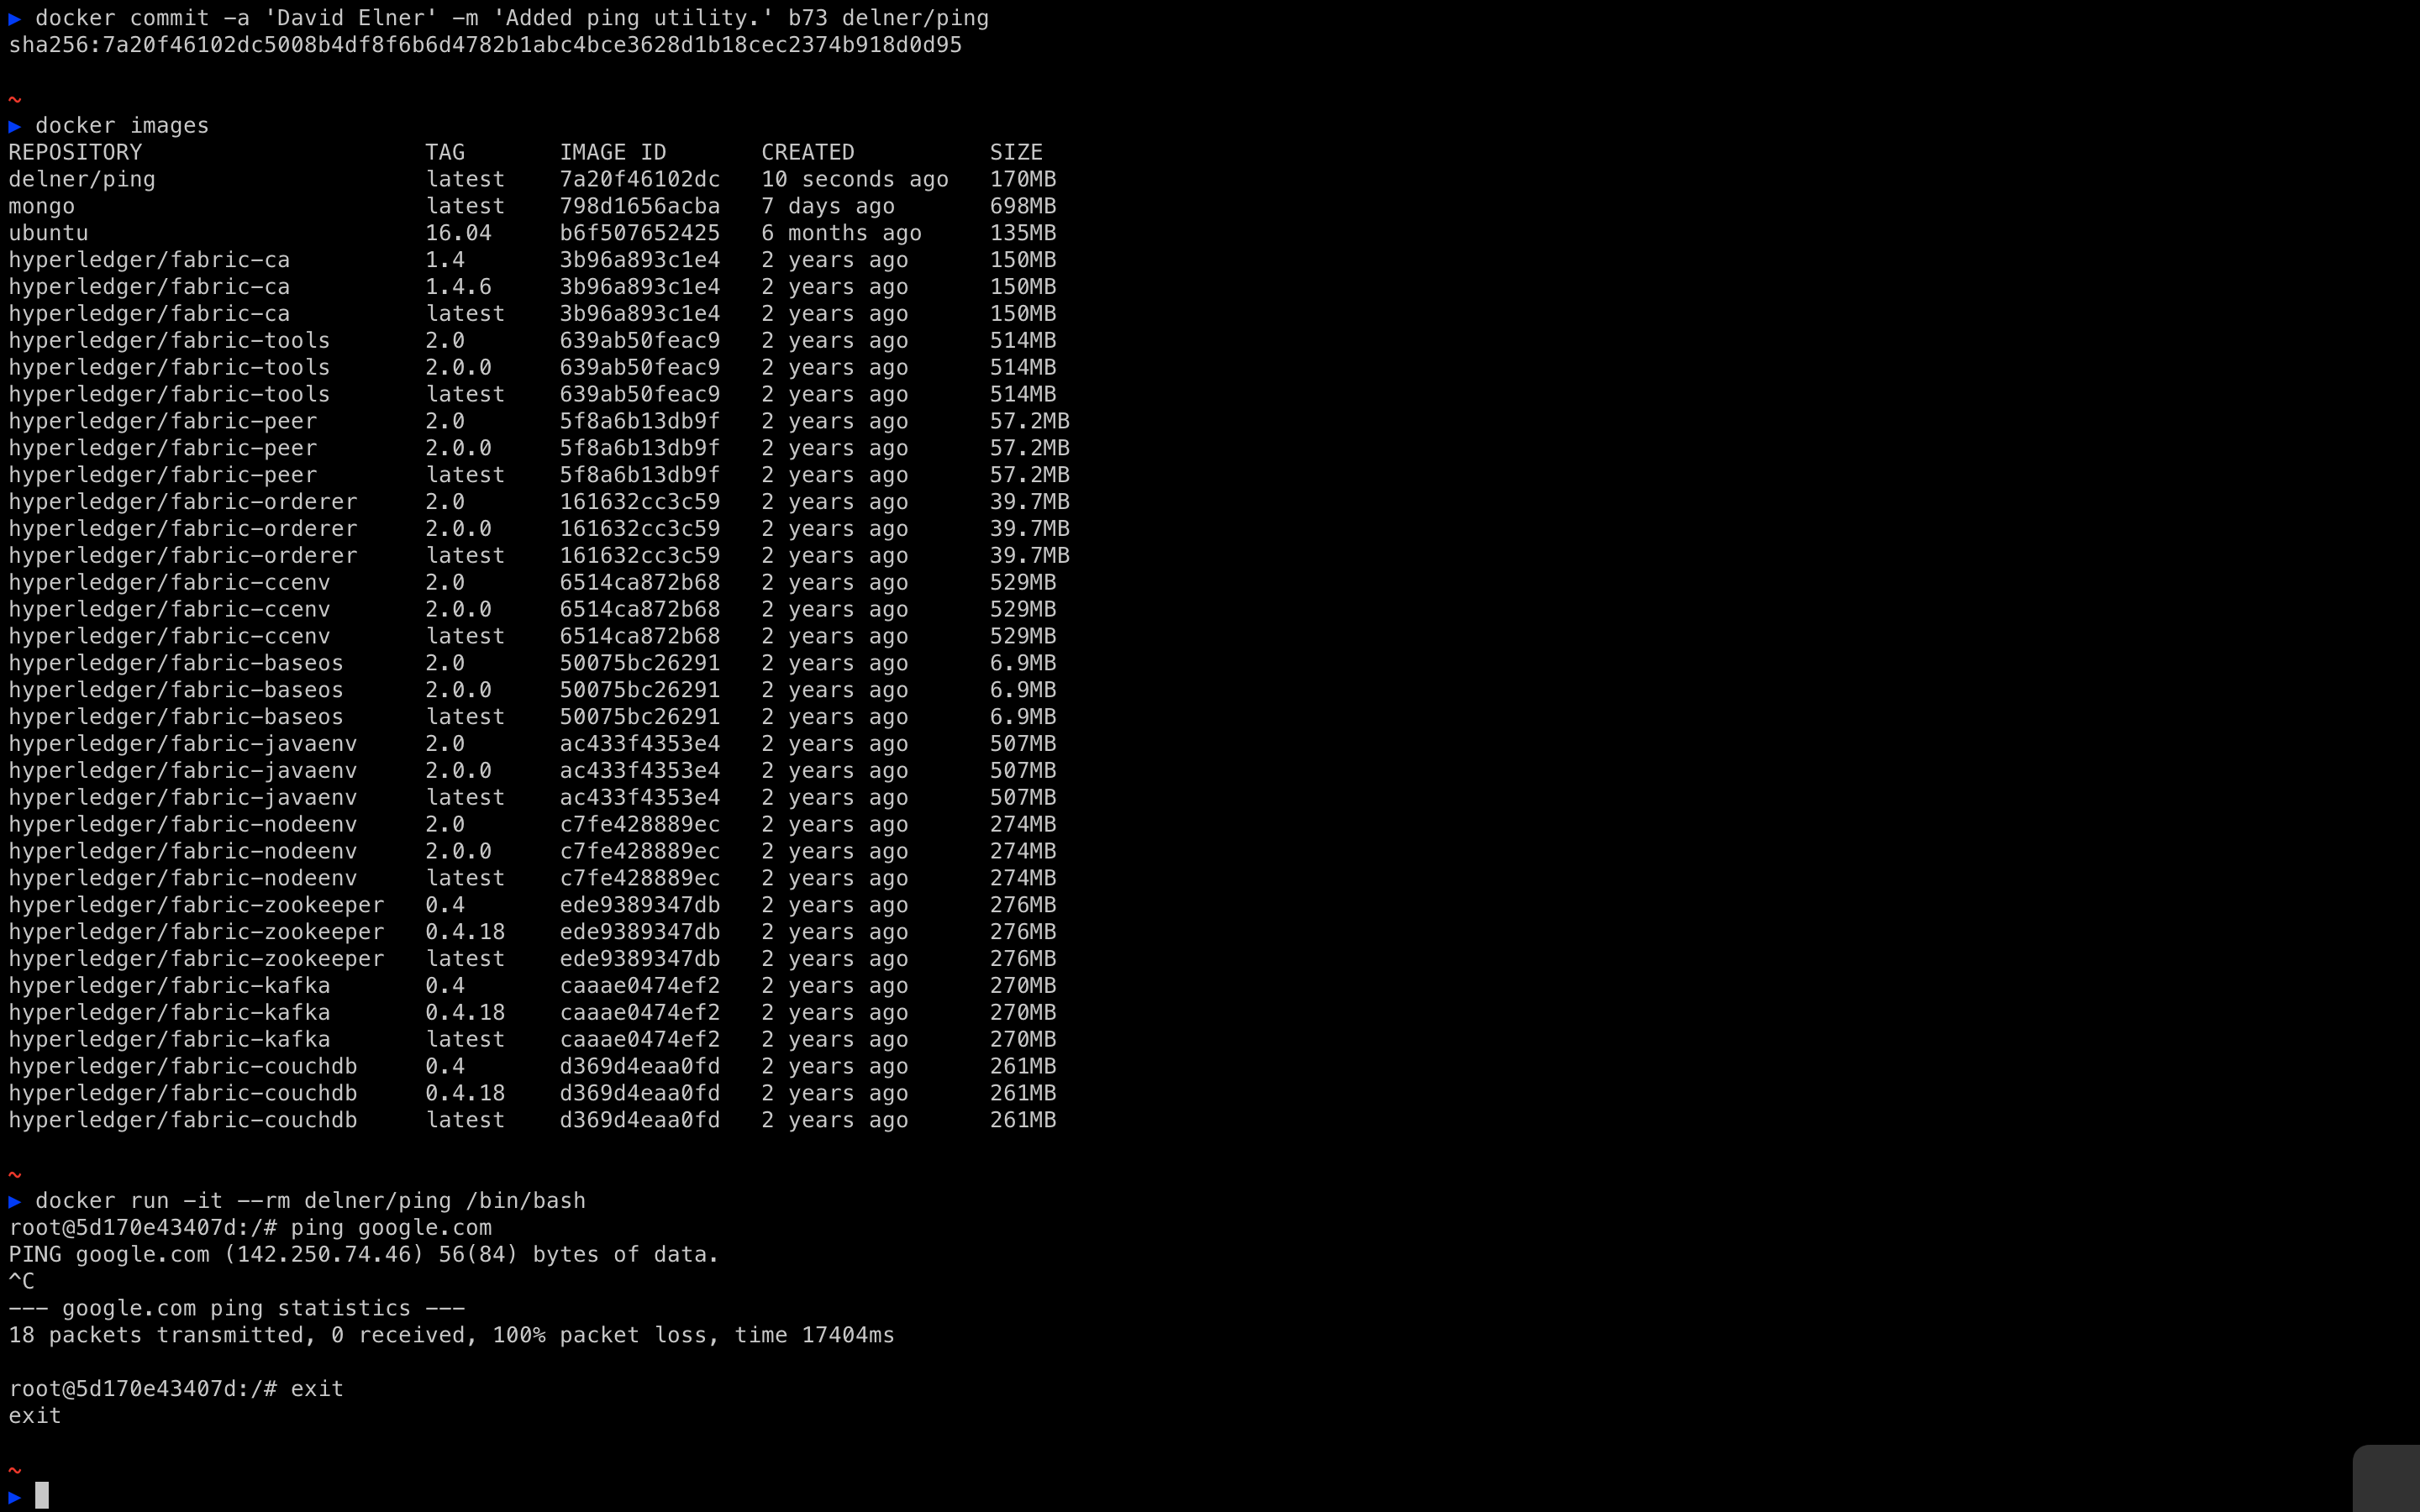 ▶ docker commit -a 'David Elner' -m 'Added ping utility.' b73 delner/ping
sha256:7a20f46102dc5008b4df8f6b6d4782b1abc4bce3628d1b18cec2374b918d0d95
~
▶ docker images
REPOSITORY                     TAG       IMAGE ID       CREATED          SIZE
delner/ping                    latest    7a20f46102dc   10 seconds ago   170MB
mongo                          latest    798d1656acba   7 days ago       698MB
ubuntu                         16.04     b6f507652425   6 months ago     135MB
hyperledger/fabric-ca          1.4       3b96a893c1e4   2 years ago      150MB
hyperledger/fabric-ca          1.4.6     3b96a893c1e4   2 years ago      150MB
hyperledger/fabric-ca          latest    3b96a893c1e4   2 years ago      150MB
hyperledger/fabric-tools       2.0       639ab50feac9   2 years ago      514MB
hyperledger/fabric-tools       2.0.0     639ab50feac9   2 years ago      514MB
hyperledger/fabric-tools       latest    639ab50feac9   2 years ago      514MB
hyperledger/fabric-peer        2.0       5f8a6b13db9f   2 years ago      57.2MB
hyperledger/fabric-peer        2.0.0     5f8a6b13db9f   2 years ago      57.2MB
hyperledger/fabric-peer        latest    5f8a6b13db9f   2 years ago      57.2MB
hyperledger/fabric-orderer     2.0       161632cc3c59   2 years ago      39.7MB
hyperledger/fabric-orderer     2.0.0     161632cc3c59   2 years ago      39.7MB
hyperledger/fabric-orderer     latest    161632cc3c59   2 years ago      39.7MB
hyperledger/fabric-ccenv       2.0       6514ca872b68   2 years ago      529MB
hyperledger/fabric-ccenv       2.0.0     6514ca872b68   2 years ago      529MB
hyperledger/fabric-ccenv       latest    6514ca872b68   2 years ago      529MB
hyperledger/fabric-baseos      2.0       50075bc26291   2 years ago      6.9MB
hyperledger/fabric-baseos      2.0.0     50075bc26291   2 years ago      6.9MB
hyperledger/fabric-baseos      latest    50075bc26291   2 years ago      6.9MB
hyperledger/fabric-javaenv     2.0       ac433f4353e4   2 years ago      507MB
hyperledger/fabric-javaenv     2.0.0     ac433f4353e4   2 years ago      507MB
hyperledger/fabric-javaenv     latest    ac433f4353e4   2 years ago      507MB
hyperledger/fabric-nodeenv     2.0       c7fe428889ec   2 years ago      274MB
hyperledger/fabric-nodeenv     2.0.0     c7fe428889ec   2 years ago      274MB
hyperledger/fabric-nodeenv     latest    c7fe428889ec   2 years ago      274MB
hyperledger/fabric-zookeeper   0.4       ede9389347db   2 years ago      276MB
hyperledger/fabric-zookeeper   0.4.18    ede9389347db   2 years ago      276MB
hyperledger/fabric-zookeeper   latest    ede9389347db   2 years ago      276MB
hyperledger/fabric-kafka       0.4       caaae0474ef2   2 years ago      270MB
hyperledger/fabric-kafka       0.4.18    caaae0474ef2   2 years ago      270MB
hyperledger/fabric-kafka       latest    caaae0474ef2   2 years ago      270MB
hyperledger/fabric-couchdb     0.4       d369d4eaa0fd   2 years ago      261MB
hyperledger/fabric-couchdb     0.4.18    d369d4eaa0fd   2 years ago      261MB
hyperledger/fabric-couchdb     latest    d369d4eaa0fd   2 years ago      261MB
~
▶ docker run -it --rm delner/ping /bin/bash
root@5d170e43407d:/# ping google.com
PING google.com (142.250.74.46) 56(84) bytes of data.
^C
--- google.com ping statistics ---
18 packets transmitted, 0 received, 100% packet loss, time 17404ms
root@5d170e43407d:/# exit
exit
~
▶